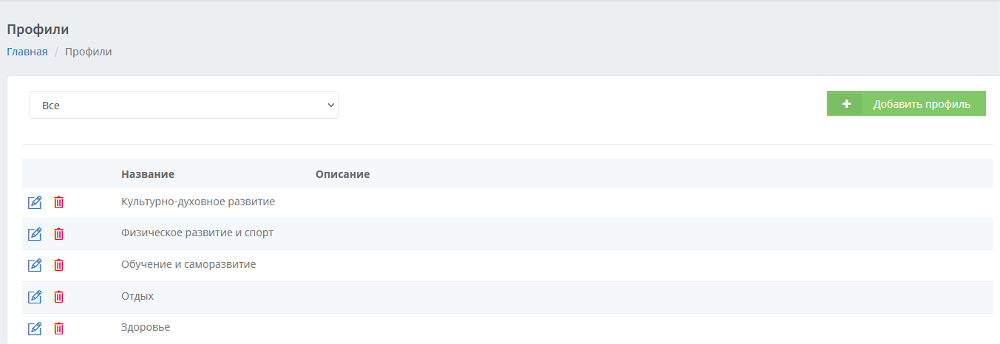 Профили
Главная / Профили
Все
+ Добавить профиль
Название Описание
Культурно-духовное развитие
Физическое развитие и спорт
Обучение и саморазвитие
Отдых
Здоровье